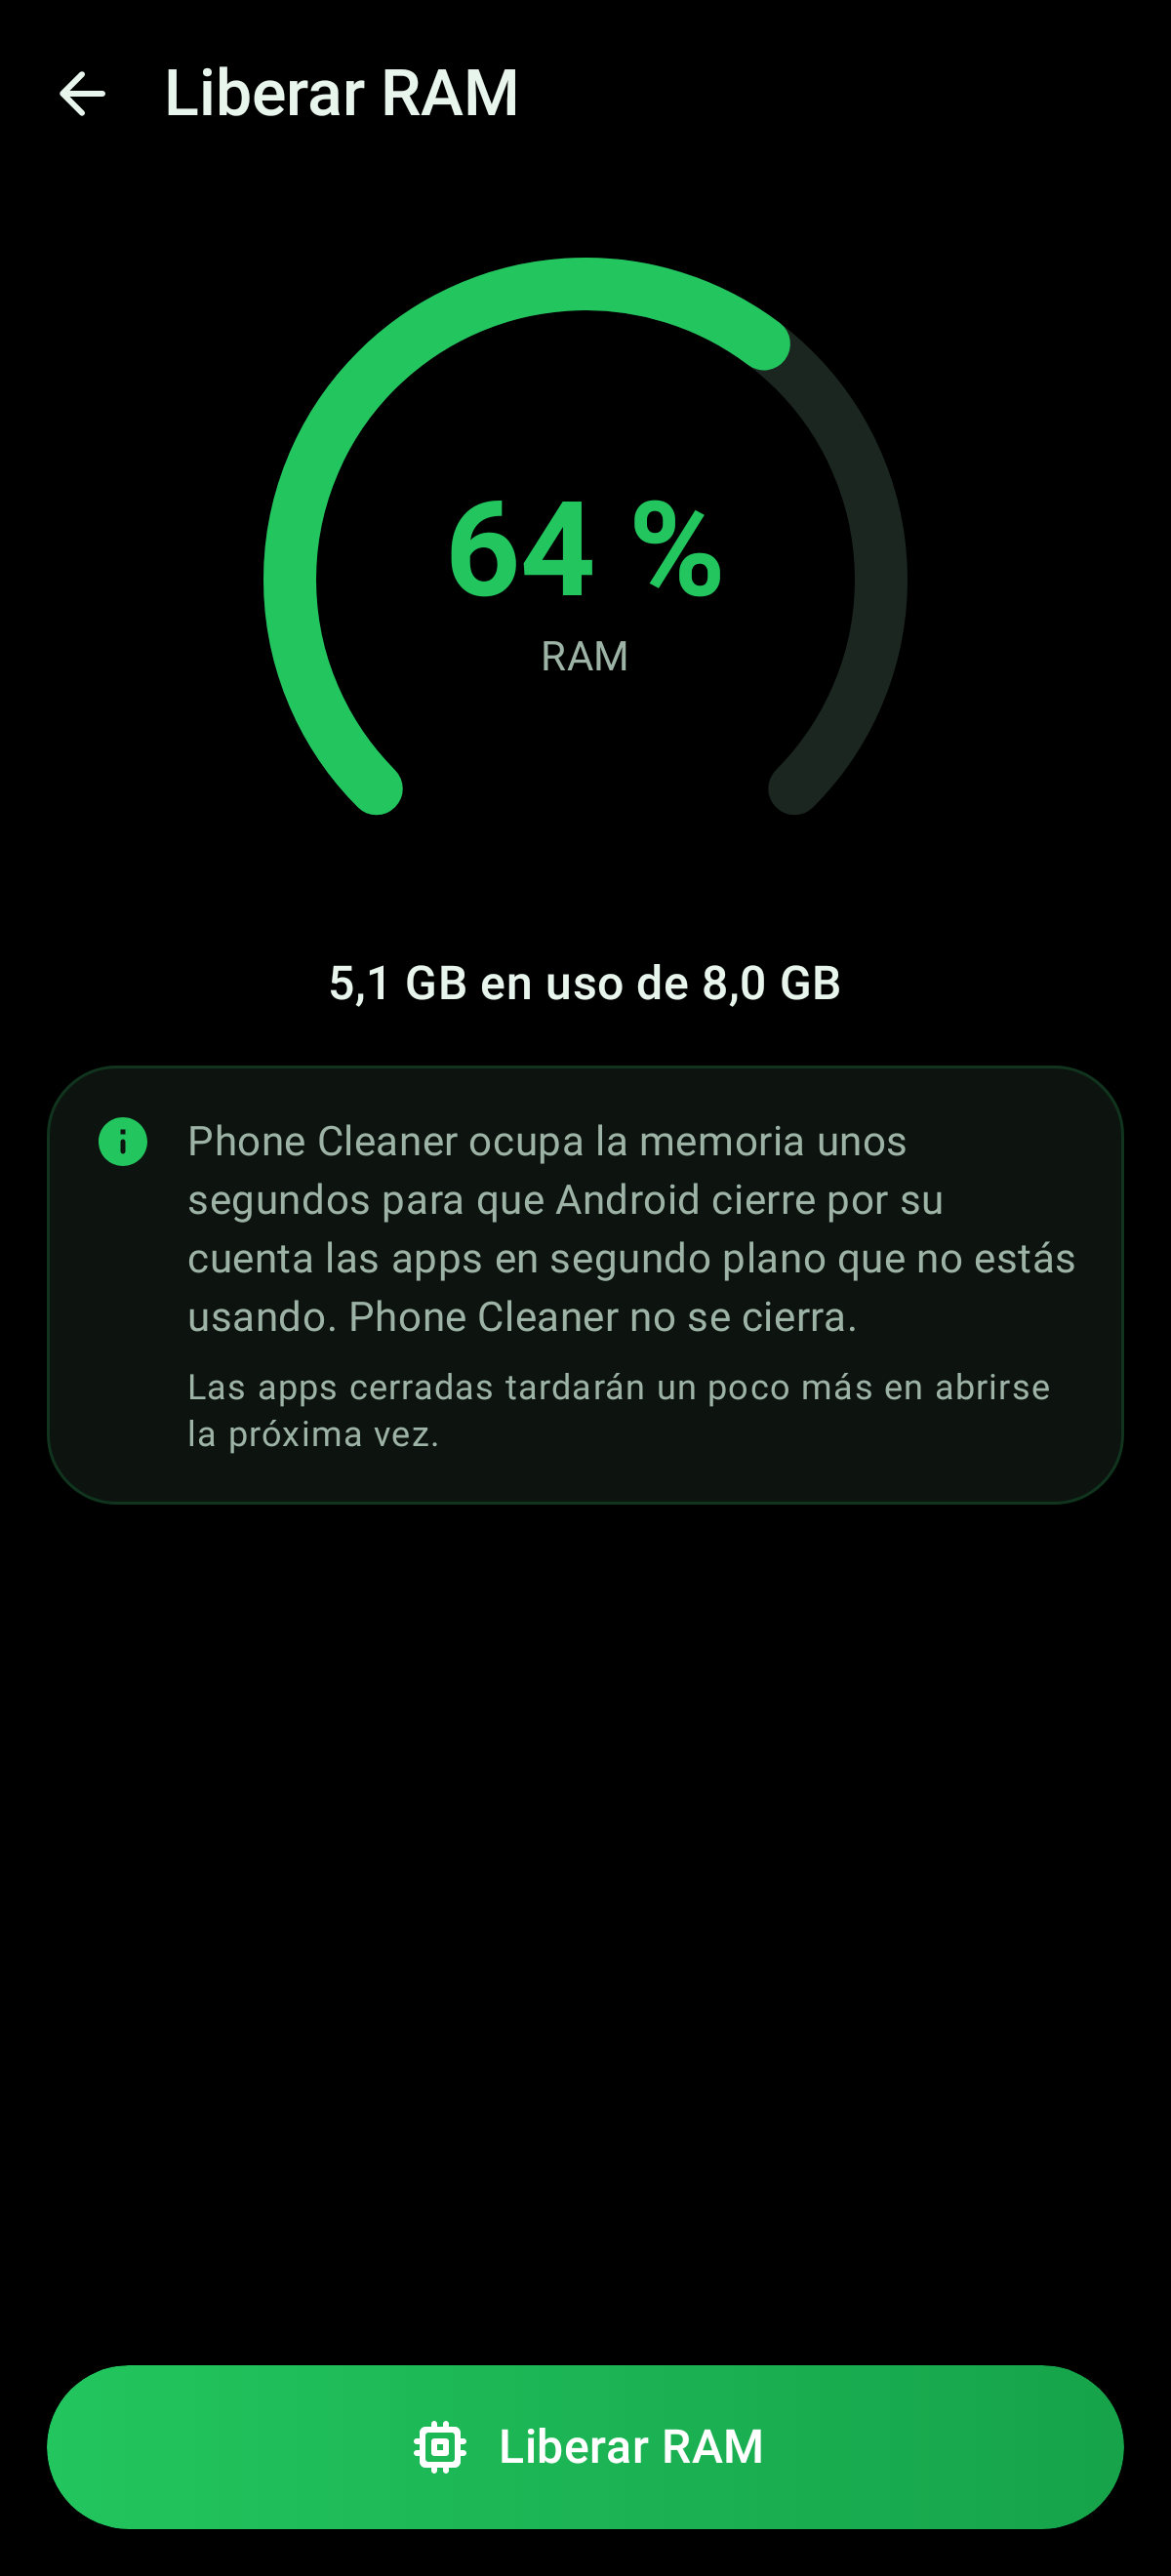 Liberar RAM
64 %
RAM
5,1 GB en uso de 8,0 GB
Phone Cleaner ocupa la memoria unos
segundos para que Android cierre por su
cuenta las apps en segundo plano que no estás
usando. Phone Cleaner no se cierra.
Las apps cerradas tardarán un poco más en abrirse
la próxima vez.
Liberar RAM